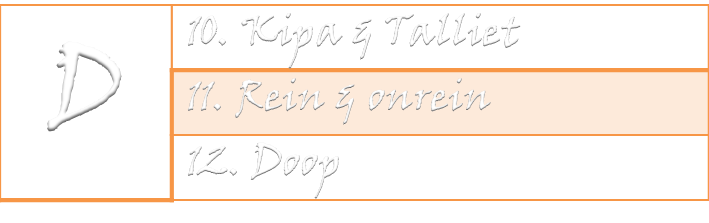 D
10. Kipa & Talliet
11. Rein & onrein
12. Doop